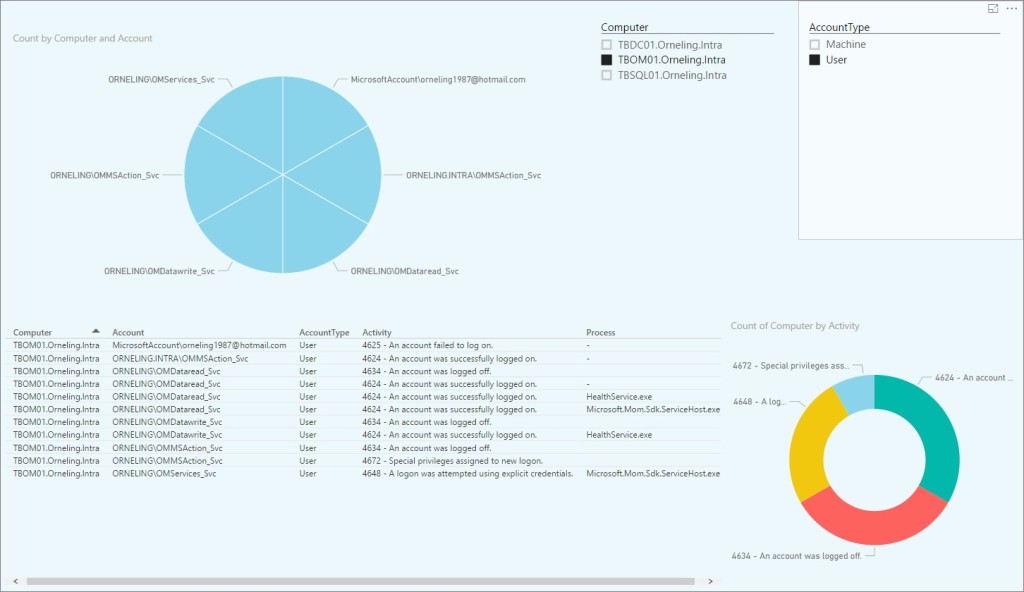 Count by Computer and Account
ORNELING\OMServices_Svc
MicrosoftAccount\orneling1987@hotmail.com
ORNELING\OMMSAction_Svc
ORNELING.INTRA\OMMSAction_Svc
ORNELING\OMDatawrite_Svc
ORNELING\OMDataread_Svc
Computer
TBDC01.Orneling.Intra
TBOM01.Orneling.Intra
TBSQL01.Orneling.Intra
AccountType
Machine
User
Computer Account AccountType Activity Process
TBOM01.Orneling.Intra MicrosoftAccount\orneling1987@hotmail.com User 4625 - An account failed to log on. -
TBOM01.Orneling.Intra ORNELING.INTRA\OMMSAction_Svc User 4624 - An account was successfully logged on. -
TBOM01.Orneling.Intra ORNELING\OMDataread_Svc User 4634 - An account was logged off.
TBOM01.Orneling.Intra ORNELING\OMDataread_Svc User 4624 - An account was successfully logged on. -
TBOM01.Orneling.Intra ORNELING\OMDataread_Svc User 4624 - An account was successfully logged on. HealthService.exe
TBOM01.Orneling.Intra ORNELING\OMDataread_Svc User 4624 - An account was successfully logged on. Microsoft.Mom.Sdk.ServiceHost.exe
TBOM01.Orneling.Intra ORNELING\OMDatawrite_Svc User 4634 - An account was logged off.
TBOM01.Orneling.Intra ORNELING\OMDatawrite_Svc User 4624 - An account was successfully logged on. HealthService.exe
TBOM01.Orneling.Intra ORNELING\OMMSAction_Svc User 4634 - An account was logged off.
TBOM01.Orneling.Intra ORNELING\OMMSAction_Svc User 4672 - Special privileges assigned to new logon.
TBOM01.Orneling.Intra ORNELING\OMServices_Svc User 4648 - A logon was attempted using explicit credentials. Microsoft.Mom.Sdk.ServiceHost.exe
Count of Computer by Activity
4672 - Special privileges ass...
4624 - An account ...
4648 - A log...
4634 - An account was logged off.